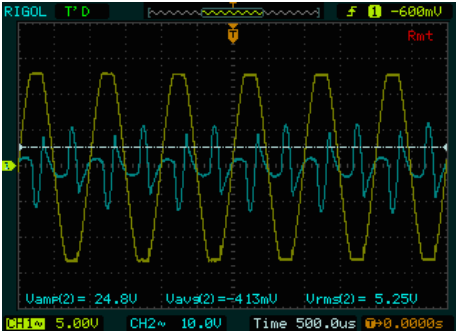 RIGOL T'D 1 -600mV
T
Rmt
1
Vamp(2)= 24.8V Vavg(2)=-413mV Vrms(2)= 5.25V
CH1~ 5.00V CH2~ 10.0V Time 500.0us T→0.0000s